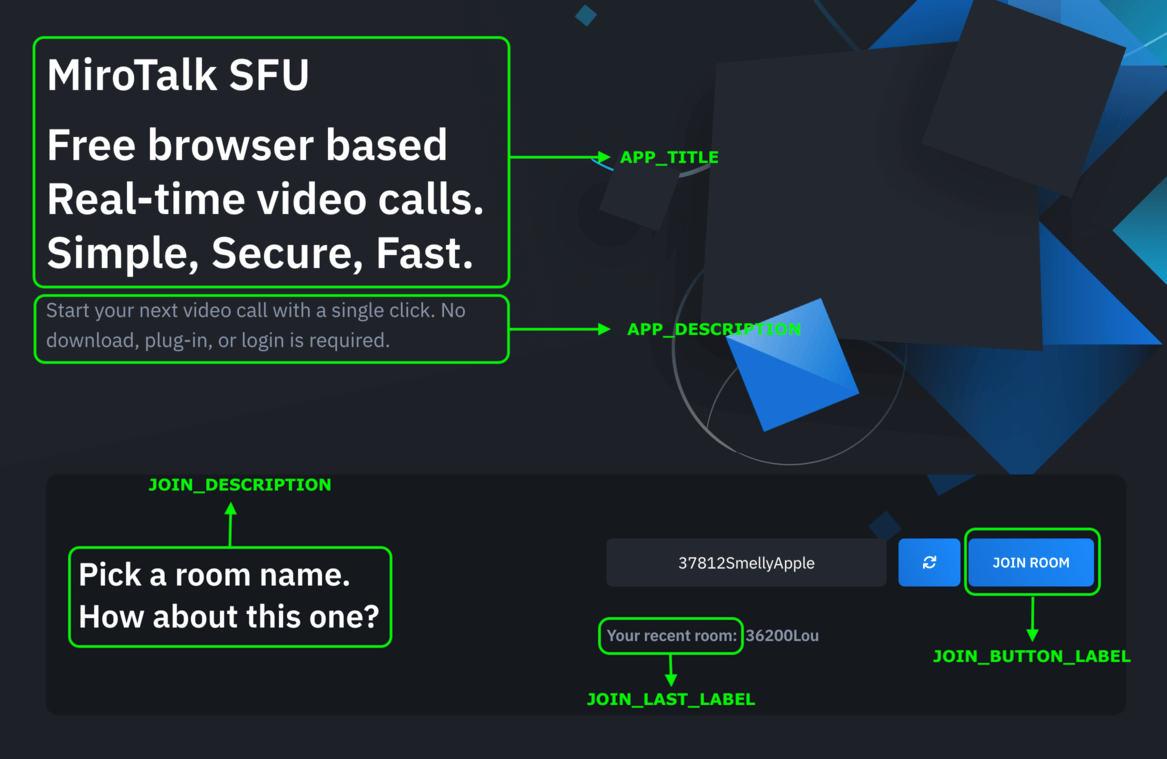 MiroTalk SFU
Free browser based
Real-time video calls.
Simple, Secure, Fast.
APP_TITLE
Start your next video call with a single click. No
download, plug-in, or login is required.
APP_DESCRIPTION
JOIN_DESCRIPTION
Pick a room name.
How about this one?
37812SmellyApple
JOIN ROOM
Your recent room: 36200Lou
JOIN_BUTTON_LABEL
JOIN_LAST_LABEL